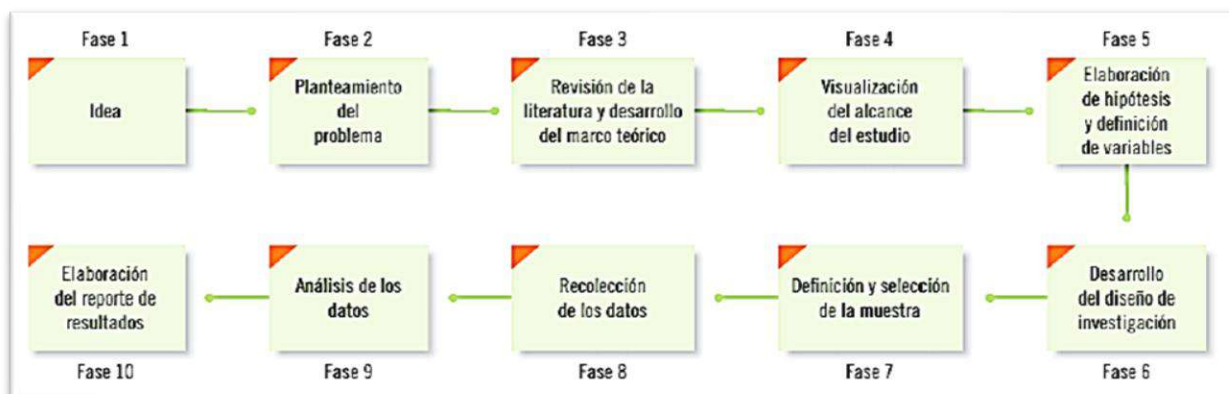 Fase 1
Idea
Fase 2
Planteamiento
del
problema
Fase 3
Revisión de la
literatura y desarrollo
del marco teórico
Fase 4
Visualización
del alcance
del estudio
Fase 5
Elaboración
de hipótesis
y definición
de variables
Desarrollo
del diseño de
investigación
Fase 6
Definición y selección
de la muestra
Fase 7
Recolección
de los datos
Fase 8
Análisis de los
datos
Fase 9
Elaboración
del reporte de
resultados
Fase 10